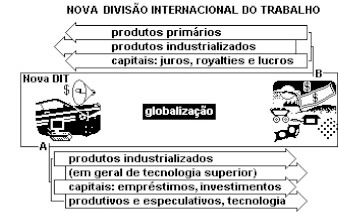 NOVA DIVISÃO INTERNACIONAL DO TRABALHO
produtos primários
produtos industrializados
capitais: juros, royalties e lucros
B
Nova DIT
$
$
$
globalização
A
produtos industrializados
(em geral de tecnologia superior)
capitais: empréstimos, investimentos
produtivos e especulativos, tecnologia